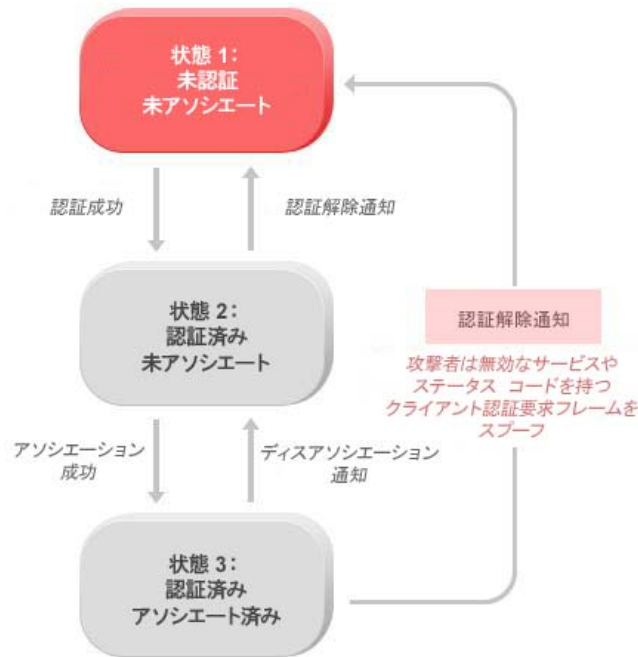 状態 1：
未認証
未アソシエート
認証成功
認証解除通知
状態 2：
認証済み
未アソシエート
認証解除通知
攻撃者は無効なサービスや
ステータス コードを持つ
クライアント認証要求フレームを
スプーフ
アソシエーション
成功
ディスアソシエーション
通知
状態 3：
認証済み
アソシエート済み